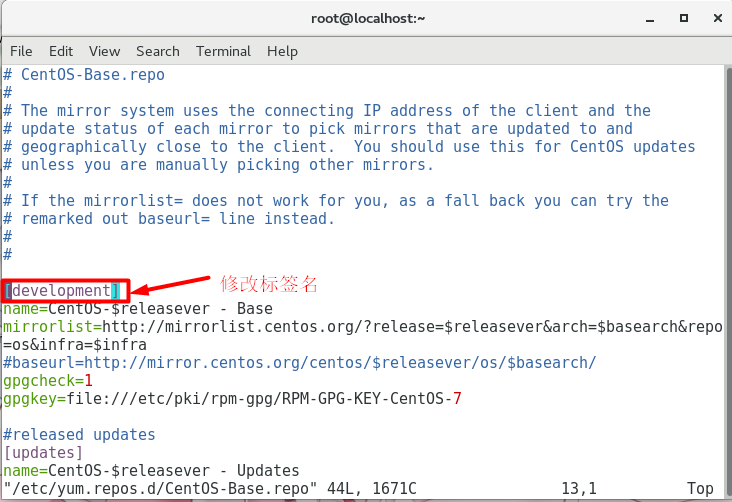 root@localhost:~
File Edit View Search Terminal Help
# CentOS-Base.repo
#
# The mirror system uses the connecting IP address of the client and the
# update status of each mirror to pick mirrors that are updated to and
# geographically close to the client.  You should use this for CentOS updates
# unless you are manually picking other mirrors.
#
# If the mirrorlist= does not work for you, as a fall back you can try the
# remarked out baseurl= line instead.
#
#
[development] 修改标签名
name=CentOS-$releasever - Base
mirrorlist=http://mirrorlist.centos.org/?release=$releasever&arch=$basearch&repo
=os&infra=$infra
#baseurl=http://mirror.centos.org/centos/$releasever/os/$basearch/
gpgcheck=1
gpgkey=file:///etc/pki/rpm-gpg/RPM-GPG-KEY-CentOS-7
#released updates
[updates]
name=CentOS-$releasever - Updates
"/etc/yum.repos.d/CentOS-Base.repo" 44L, 1671C 13,1 Top